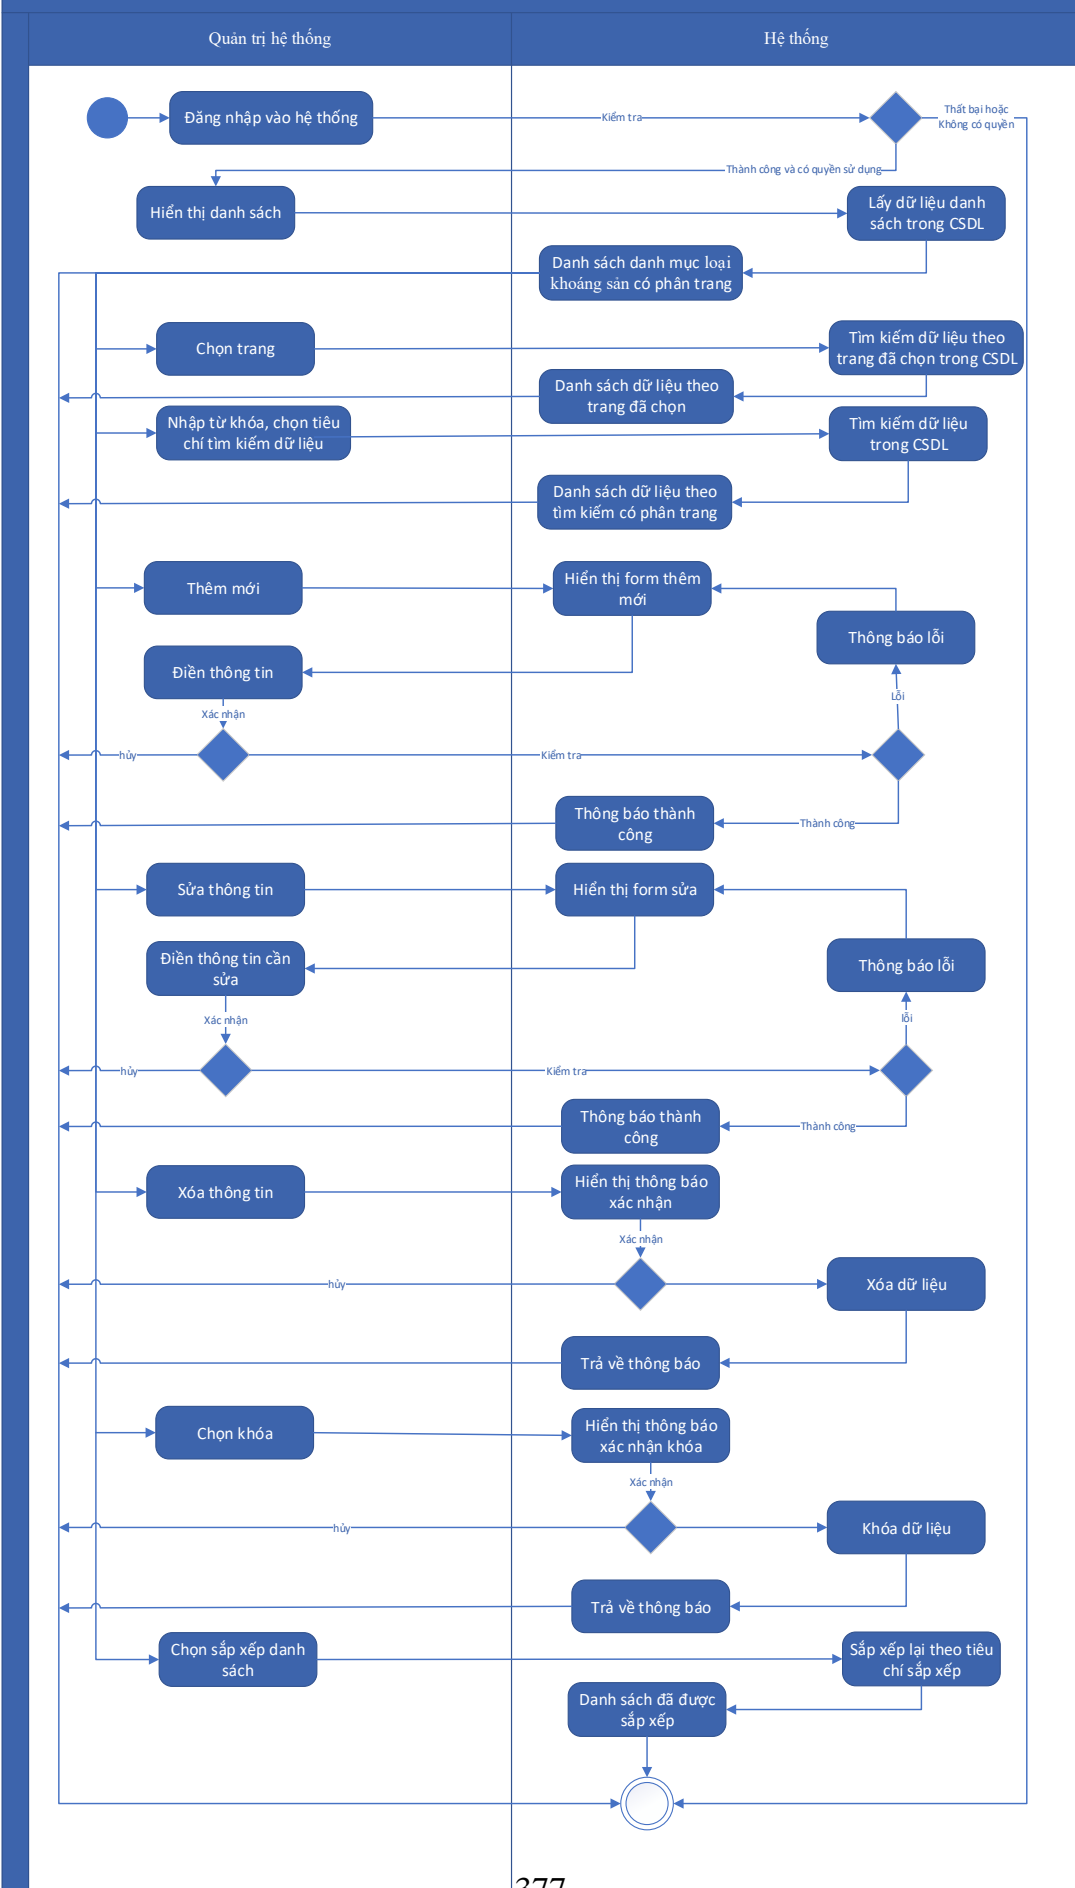 Quản trị hệ thống
Hệ thống
Đăng nhập vào hệ thống
Kiểm tra
Thất bại hoặc
Không có quyền
Thành công và có quyền sử dụng
Hiển thị danh sách
Lấy dữ liệu danh
sách trong CSDL
Danh sách danh mục loại
khoáng sản có phân trang
Chọn trang
Tìm kiếm dữ liệu theo
trang đã chọn trong CSDL
Danh sách dữ liệu theo
trang đã chọn
Nhập từ khóa, chọn tiêu
chí tìm kiếm dữ liệu
Tìm kiếm dữ liệu
trong CSDL
Danh sách dữ liệu theo
tìm kiếm có phân trang
Thêm mới
Hiển thị form thêm
mới
Thông báo lỗi
Điền thông tin
Lỗi
Xác nhận
hủy
Kiểm tra
Thông báo thành
công
Thành công
Sửa thông tin
Hiển thị form sửa
Điền thông tin cần
sửa
Thông báo lỗi
Xác nhận
lỗi
hủy
Kiểm tra
Thông báo thành
công
Thành công
Xóa thông tin
Hiển thị thông báo
xác nhận
Xác nhận
hủy
Xóa dữ liệu
Trả về thông báo
Chọn khóa
Hiển thị thông báo
xác nhận khóa
Xác nhận
hủy
Khóa dữ liệu
Trả về thông báo
Chọn sắp xếp danh
sách
Sắp xếp lại theo tiêu
chí sắp xếp
Danh sách đã được
sắp xếp
377